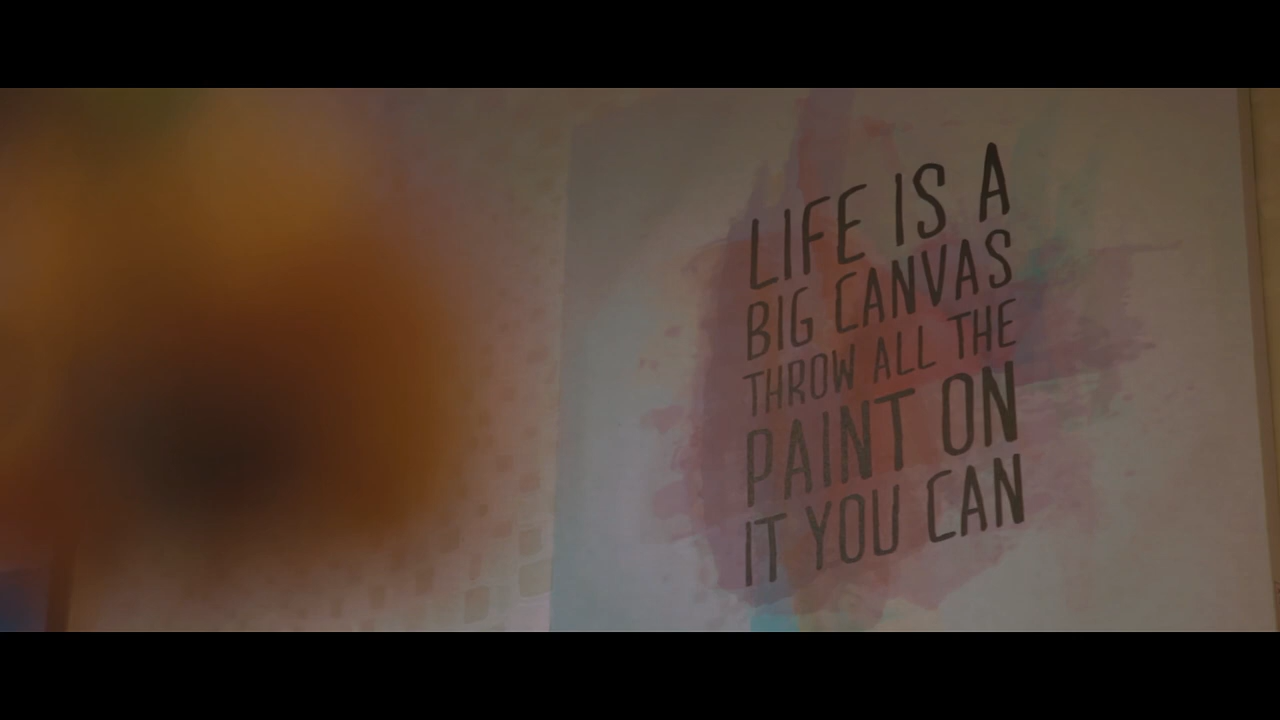 LIFE IS A
BIG CANVAS
THROW ALL THE
PAINT ON
IT YOU CAN